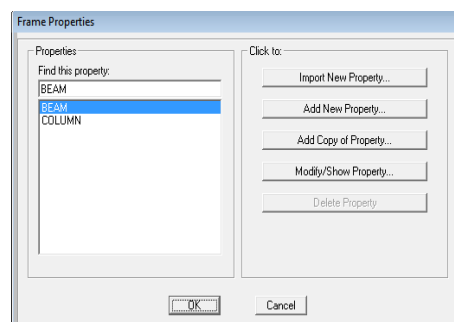 Frame Properties
Properties
Find this property:
BEAM
BEAM
COLUMN
Click to:
Import New Property...
Add New Property...
Add Copy of Property...
Modify/Show Property...
Delete Property
OK
Cancel